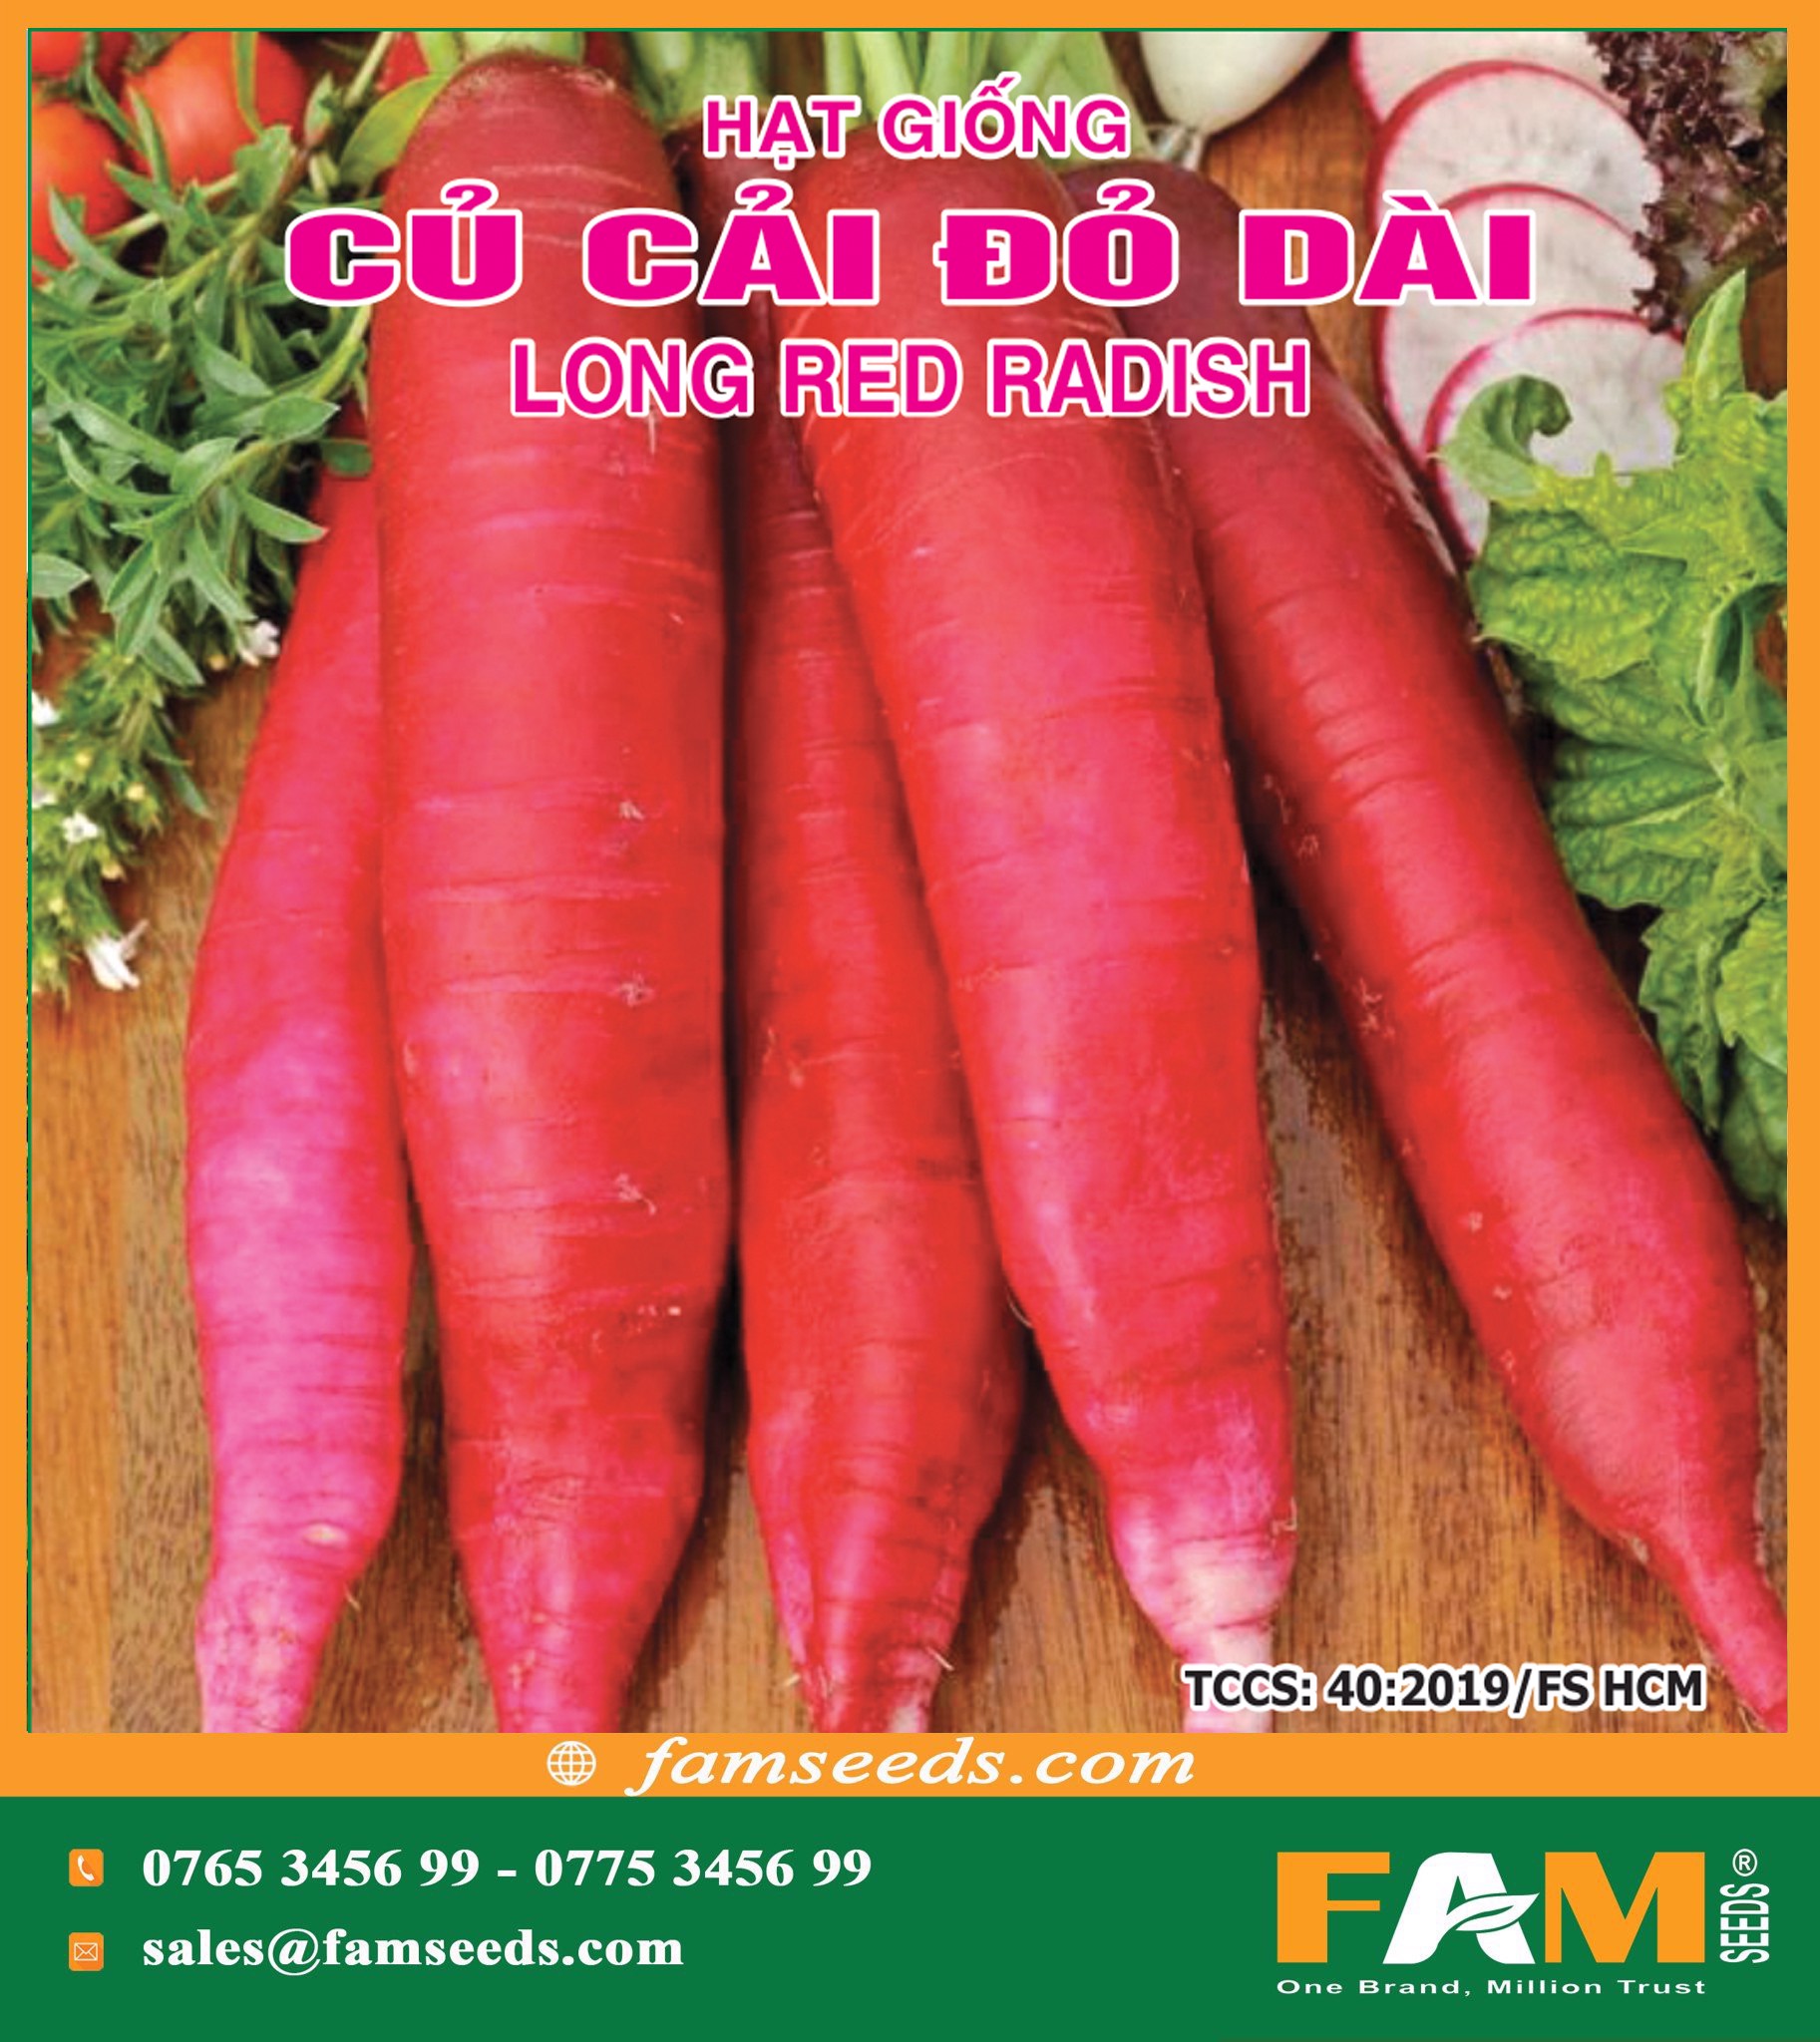 HẠT GIỐNG
CỦ CẢI ĐỎ DÀI
LONG RED RADISH
TCCS: 40:2019/FS HCM
famseeds.com
0765 3456 99 - 0775 3456 99
sales@famseeds.com
FAM SEEDS®
One Brand, Million Trust